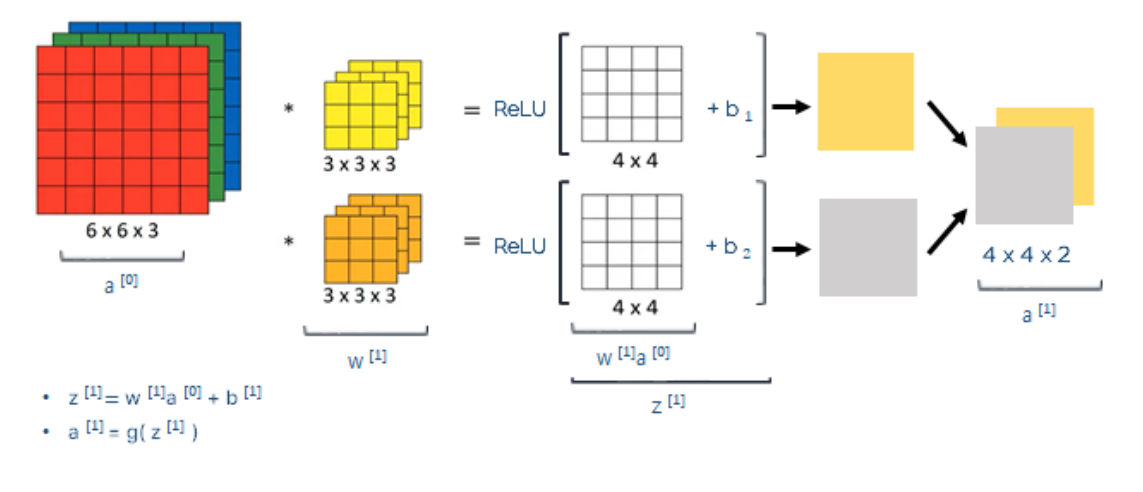 * = ReLU + b 1
3 x 3 x 3
4 x 4
6 x 6 x 3
* = ReLU + b 2
a [0]
3 x 3 x 3
4 x 4
4 x 4 x 2
a [1]
w [1]
w [1]a [0]
z [1]
• z [1]= w [1]a [0] + b [1]
• a [1] = g( z [1] )